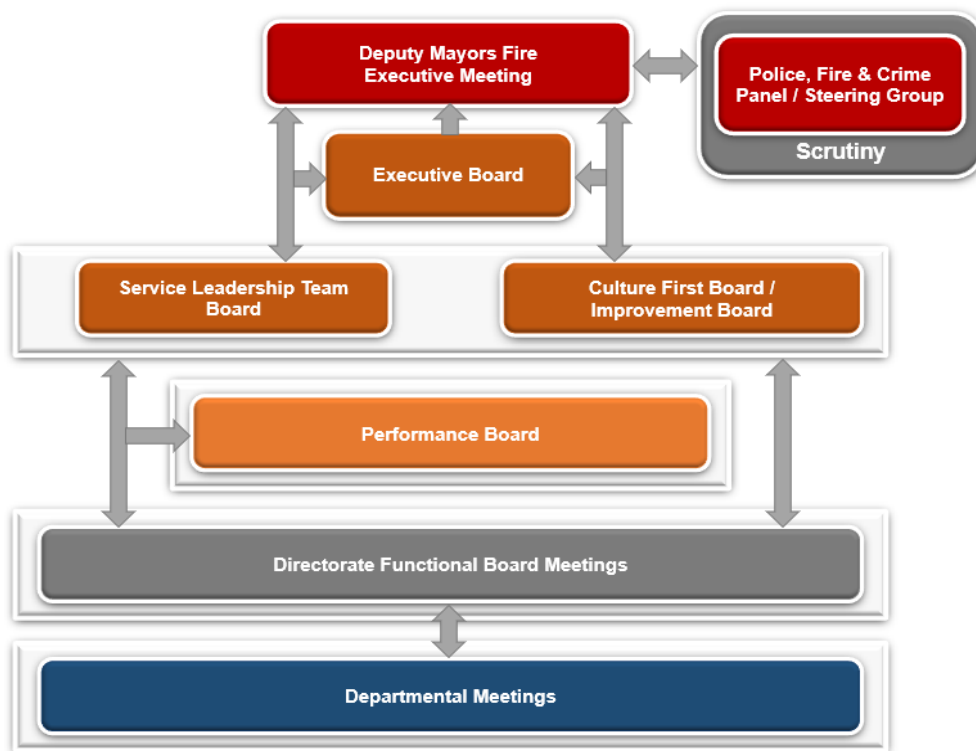 Deputy Mayors Fire
Executive Meeting
Police, Fire & Crime
Panel / Steering Group
Scrutiny
Executive Board
Service Leadership Team
Board
Culture First Board /
Improvement Board
Performance Board
Directorate Functional Board Meetings
Departmental Meetings